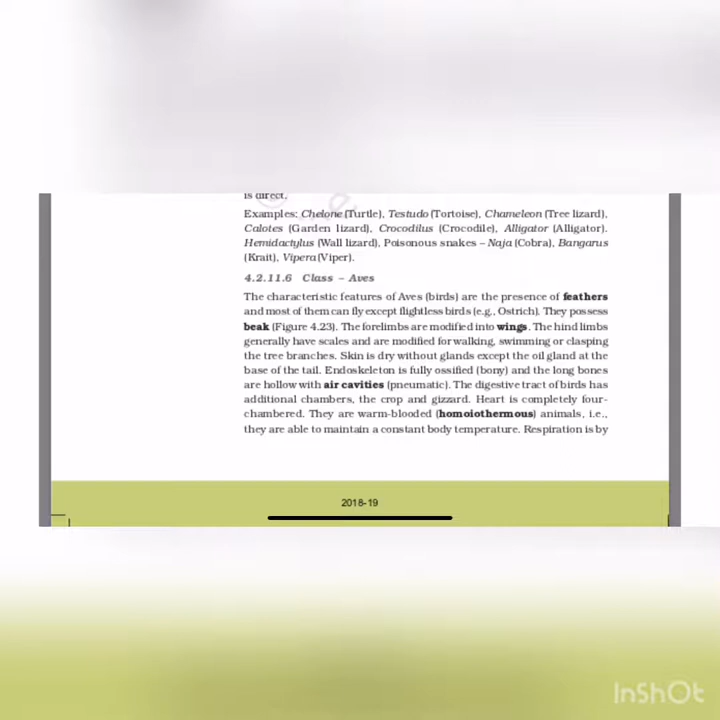 is direct.
Examples: Chelone (Turtle), Testudo (Tortoise), Chameleon (Tree lizard),
Calotes (Garden lizard), Crocodilus (Crocodile), Alligator (Alligator).
Hemidactylus (Wall lizard), Poisonous snakes – Naja (Cobra), Bangarus
(Krait), Vipera (Viper).
4.2.11.6 Class – Aves
The characteristic features of Aves (birds) are the presence of feathers
and most of them can fly except flightless birds (e.g., Ostrich). They possess
beak (Figure 4.23). The forelimbs are modified into wings. The hind limbs
generally have scales and are modified for walking, swimming or clasping
the tree branches. Skin is dry without glands except the oil gland at the
base of the tail. Endoskeleton is fully ossified (bony) and the long bones
are hollow with air cavities (pneumatic). The digestive tract of birds has
additional chambers, the crop and gizzard. Heart is completely four-
chambered. They are warm-blooded (homoiothermous) animals, i.e.,
they are able to maintain a constant body temperature. Respiration is by
2018-19
InShOt